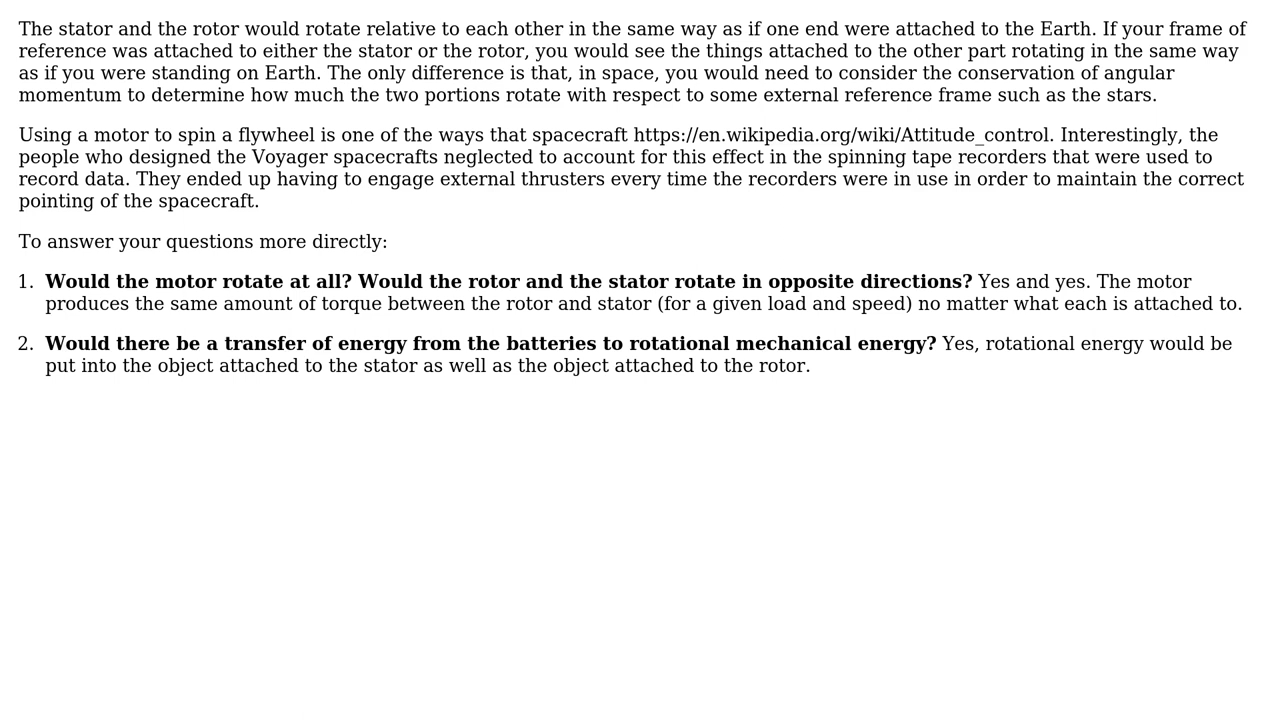 The stator and the rotor would rotate relative to each other in the same way as if one end were attached to the Earth. If your frame of
reference was attached to either the stator or the rotor, you would see the things attached to the other part rotating in the same way
as if you were standing on Earth. The only difference is that, in space, you would need to consider the conservation of angular
momentum to determine how much the two portions rotate with respect to some external reference frame such as the stars.
Using a motor to spin a flywheel is one of the ways that spacecraft https://en.wikipedia.org/wiki/Attitude_control. Interestingly, the
people who designed the Voyager spacecrafts neglected to account for this effect in the spinning tape recorders that were used to
record data. They ended up having to engage external thrusters every time the recorders were in use in order to maintain the correct
pointing of the spacecraft.
To answer your questions more directly:
1. Would the motor rotate at all? Would the rotor and the stator rotate in opposite directions? Yes and yes. The motor
produces the same amount of torque between the rotor and stator (for a given load and speed) no matter what each is attached to.
2. Would there be a transfer of energy from the batteries to rotational mechanical energy? Yes, rotational energy would be
put into the object attached to the stator as well as the object attached to the rotor.